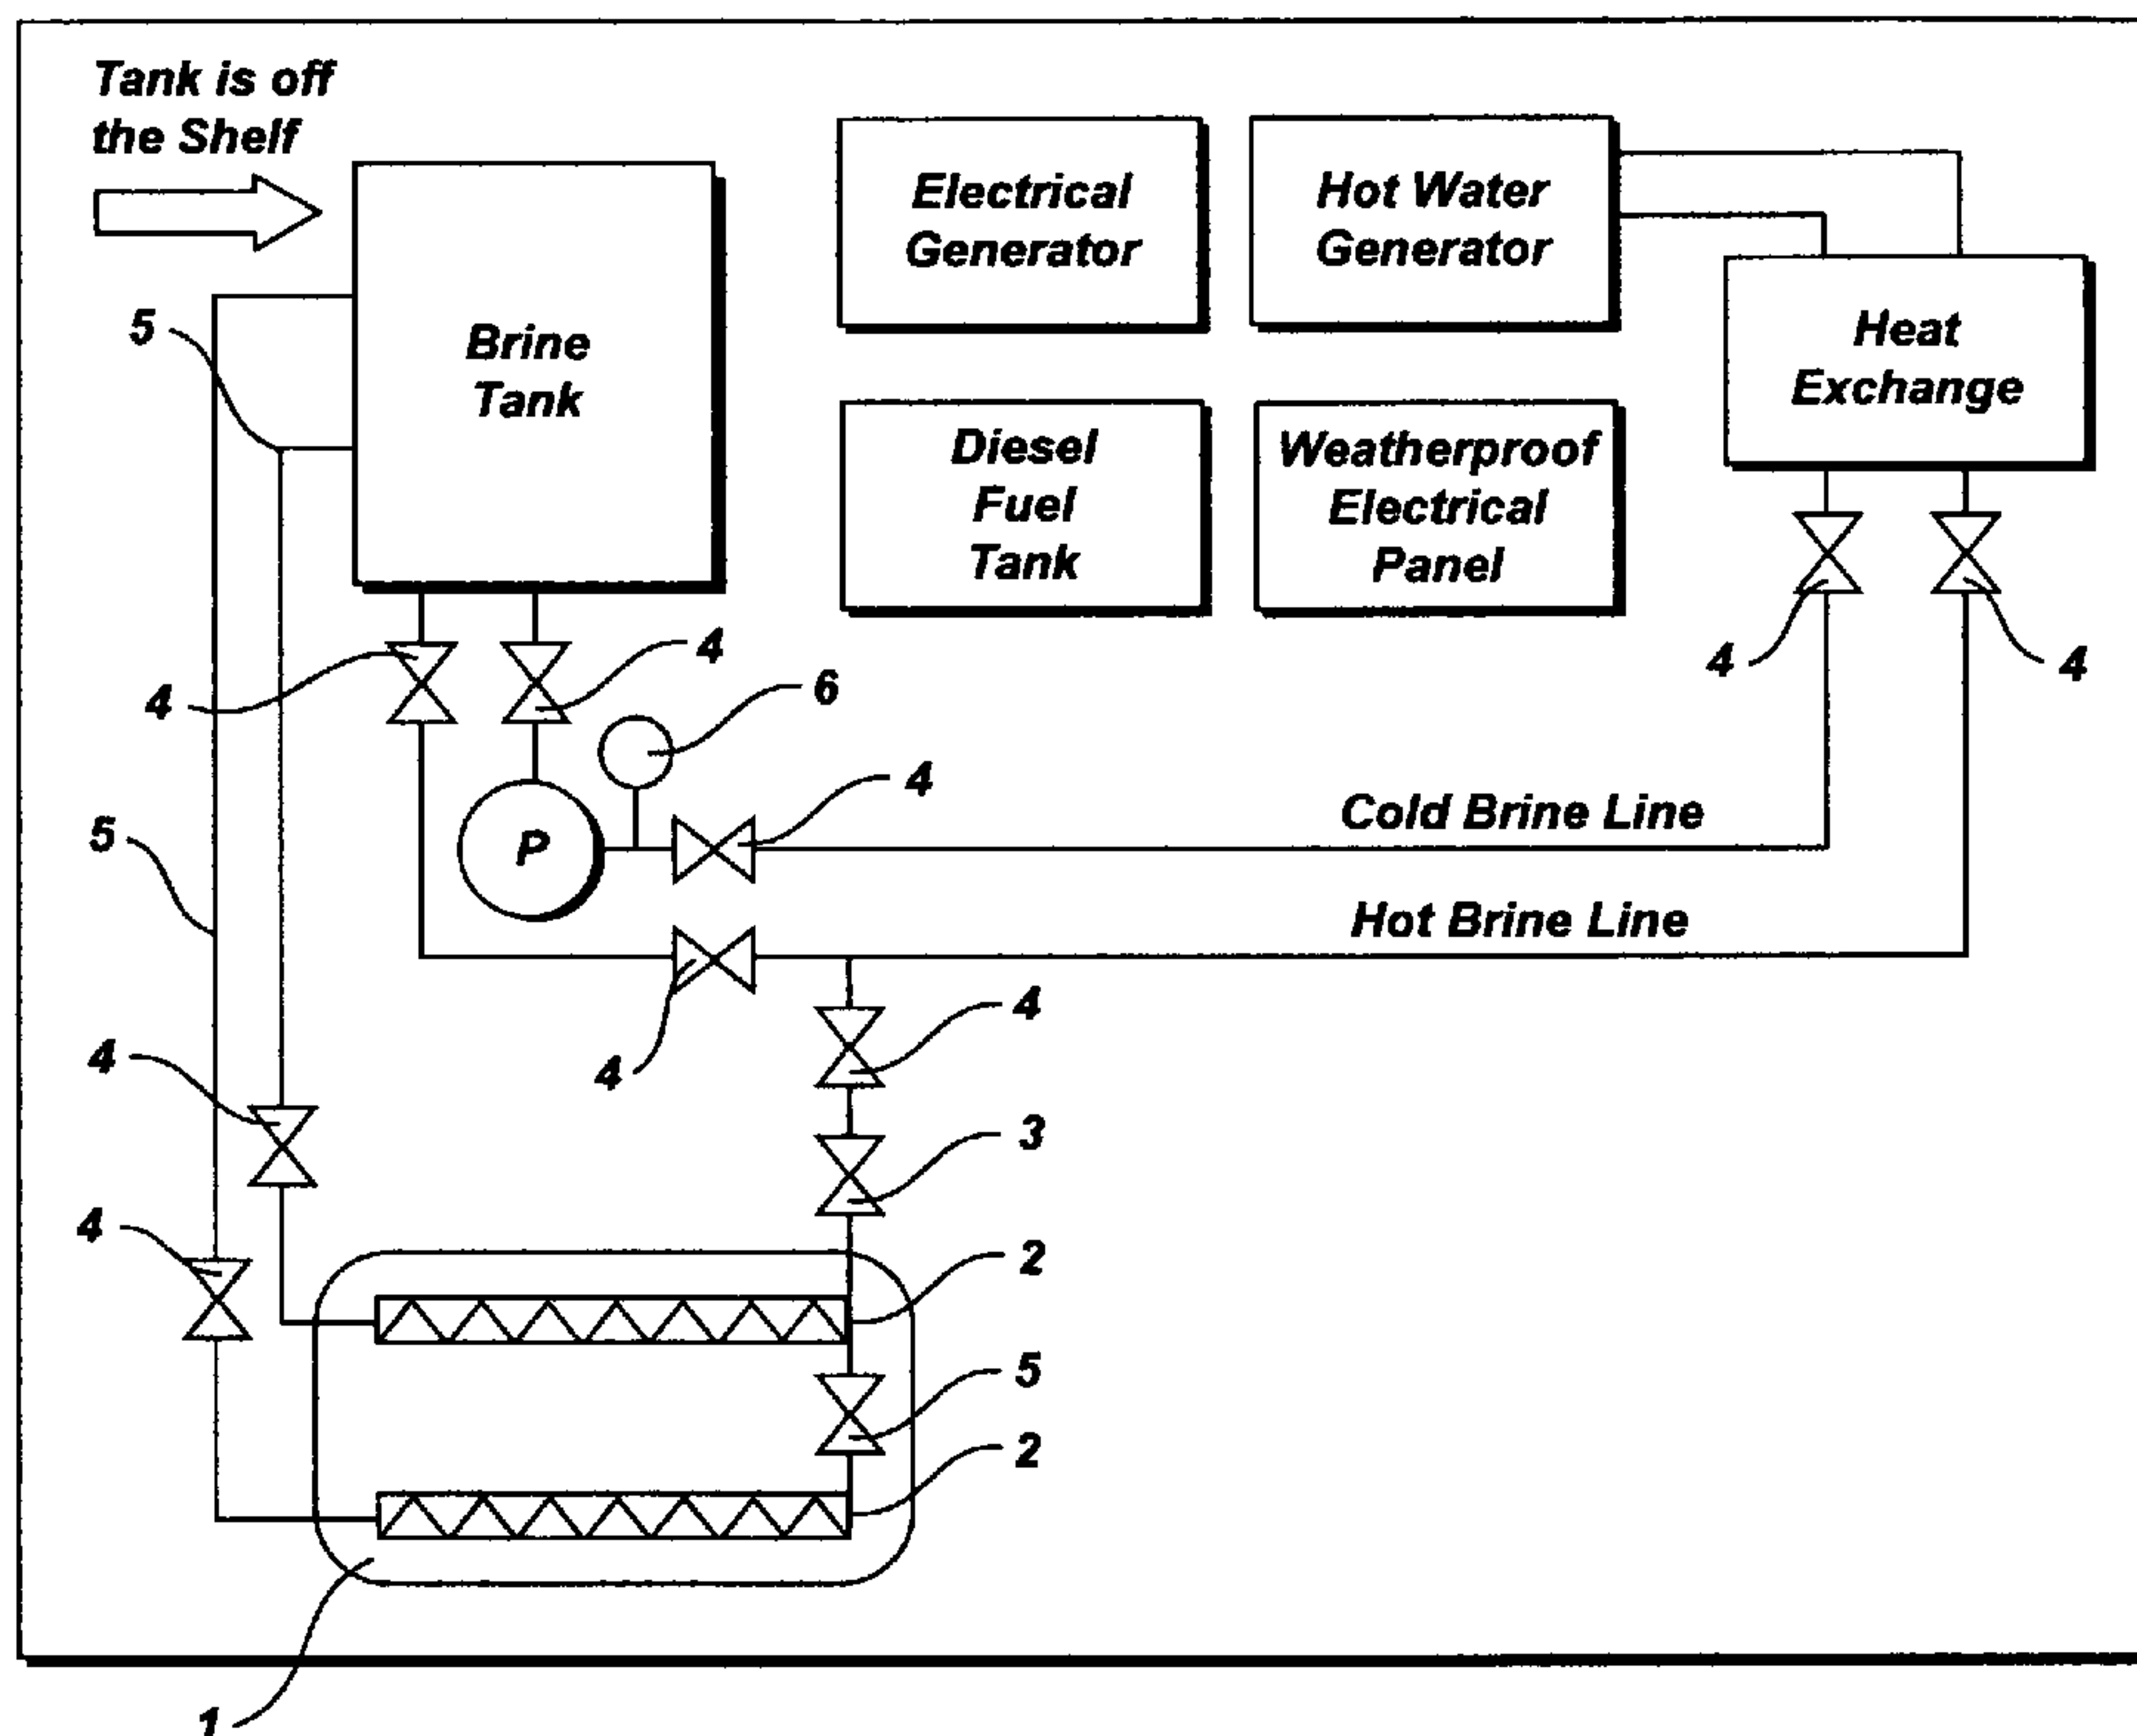 Tank is off
the Shelf
Electrical
Generator
Hot Water
Generator
Brine
Tank
Heat
Exchange
5
Diesel
Fuel
Tank
Weatherproof
Electrical
Panel
4
4
6
4
4
4
Cold Brine Line
5
P
Hot Brine Line
4
4
4
3
4
2
5
2
1